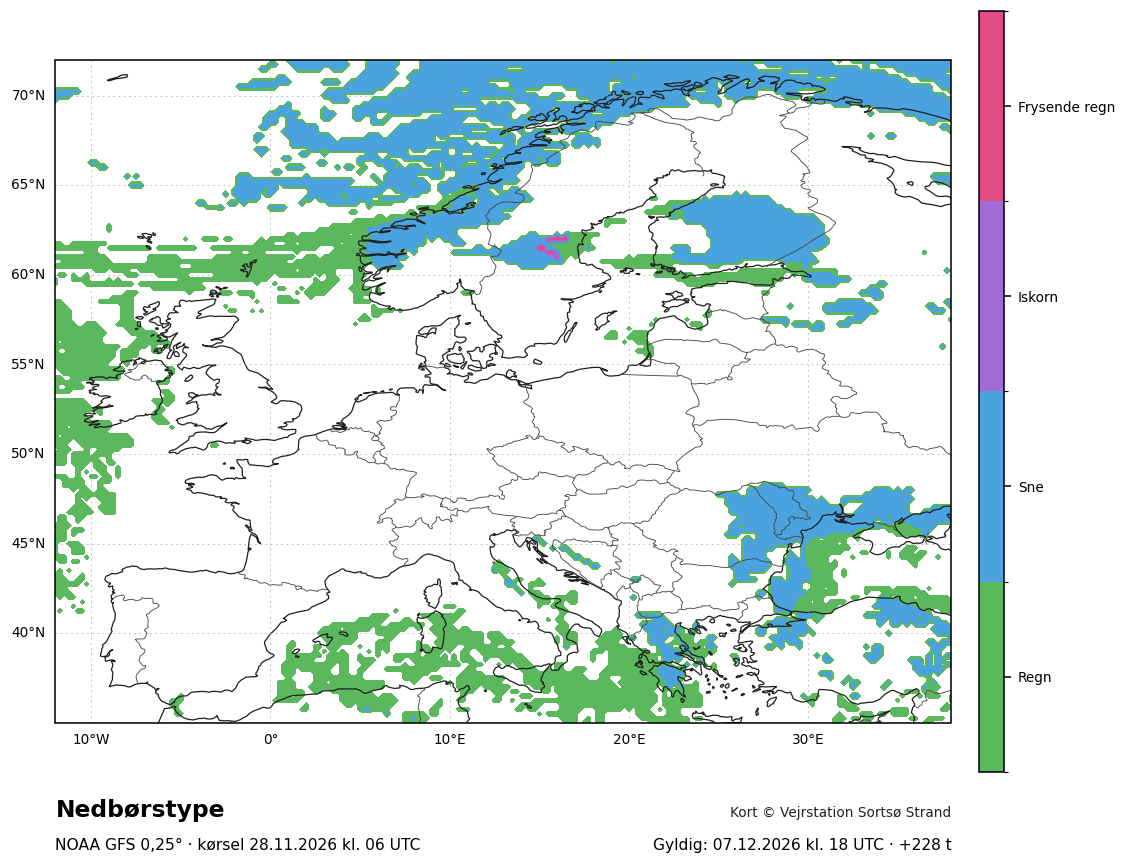 70°N
65°N
60°N
55°N
50°N
45°N
40°N
10°W
0°
10°E
20°E
30°E
Frysende regn
Iskorn
Sne
Regn
Nedbørstype
Kort © Vejrstation Sortsø Strand
NOAA GFS 0,25° · kørsel 28.11.2026 kl. 06 UTC
Gyldig: 07.12.2026 kl. 18 UTC · +228 t